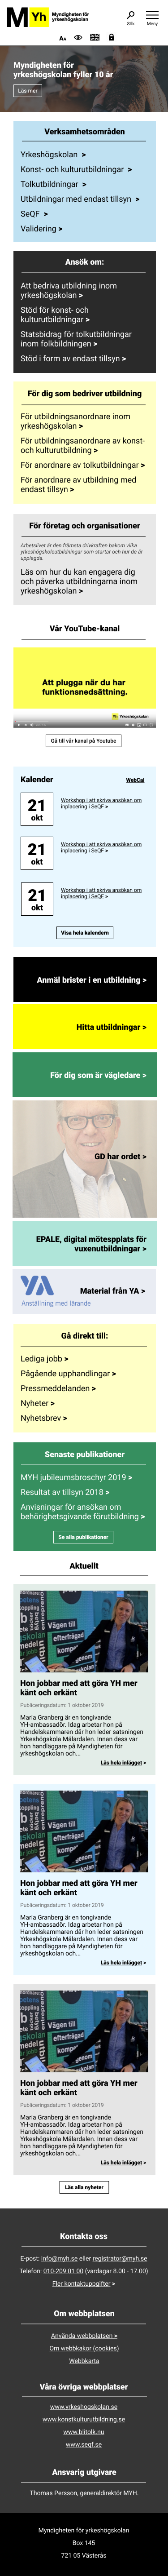 M Yh Myndigheten för
yrkeshögskolan
Sök
Meny
AA
Myndigheten för
yrkeshögskolan fyller 10 år
Läs mer
Verksamhetsområden
Yrkeshögskolan >
Konst- och kulturutbildningar >
Tolkutbildningar >
Utbildningar med endast tillsyn >
SeQF >
Validering >
Ansök om:
Att bedriva utbildning inom
yrkeshögskolan >
Stöd för konst- och
kulturutbildningar >
Statsbidrag för tolkutbildningar
inom folkbildningen >
Stöd i form av endast tillsyn >
För dig som bedriver utbildning
För utbildningsanordnare inom
yrkeshögskolan >
För utbildningsanordnare av konst-
och kulturutbildning >
För anordnare av tolkutbildningar >
För anordnare av utbildning med
endast tillsyn >
För företag och organisationer
Arbetslivet är den främsta drivkraften bakom vilka
yrkeshögskoleutbildningar som startar och hur de är
upplagda.
Läs om hur du kan engagera dig
och påverka utbildningarna inom
yrkeshögskolan >
Vår YouTube-kanal
Att plugga när du har
funktionsnedsättning.
Yh Yrkeshögskolan
Gå till vår kanal på Youtube
Kalender
WebCal
21
okt
Workshop i att skriva ansökan om
inplacering i SeQF >
21
okt
Workshop i att skriva ansökan om
inplacering i SeQF >
21
okt
Workshop i att skriva ansökan om
inplacering i SeQF >
Visa hela kalendern
Anmäl brister i en utbildning >
Hitta utbildningar >
För dig som är vägledare >
GD har ordet >
EPALE, digital mötesplats för
vuxenutbildningar >
YA
Anställning med lärande
Material från YA >
Gå direkt till:
Lediga jobb >
Pågående upphandlingar >
Pressmeddelanden >
Nyheter >
Nyhetsbrev >
Senaste publikationer
MYH jubileumsbroschyr 2019 >
Resultat av tillsyn 2018 >
Anvisningar för ansökan om
behörighetsgivande förutbildning >
Se alla publikationer
Aktuellt
Hon jobbar med att göra YH mer
känt och erkänt
Publiceringsdatum: 1 oktober 2019
Maria Granberg är en tongivande
YH-ambassadör. Idag arbetar hon på
Handelskammaren där hon leder satsningen
Yrkeshögskola Mälardalen. Innan dess var
hon handläggare på Myndigheten för
yrkeshögskolan och...
Läs hela inlägget >
Hon jobbar med att göra YH mer
känt och erkänt
Publiceringsdatum: 1 oktober 2019
Maria Granberg är en tongivande
YH-ambassadör. Idag arbetar hon på
Handelskammaren där hon leder satsningen
Yrkeshögskola Mälardalen. Innan dess var
hon handläggare på Myndigheten för
yrkeshögskolan och...
Läs hela inlägget >
Hon jobbar med att göra YH mer
känt och erkänt
Publiceringsdatum: 1 oktober 2019
Maria Granberg är en tongivande
YH-ambassadör. Idag arbetar hon på
Handelskammaren där hon leder satsningen
Yrkeshögskola Mälardalen. Innan dess var
hon handläggare på Myndigheten för
yrkeshögskolan och...
Läs hela inlägget >
Läs alla nyheter
Kontakta oss
E-post: info@myh.se eller registrator@myh.se
Telefon: 010-209 01 00 (vardagar 8.00 - 17.00)
Fler kontaktuppgifter >
Om webbplatsen
Använda webbplatsen >
Om webbkakor (cookies)
Webbkarta
Våra övriga webbplatser
www.yrkeshogskolan.se
www.konstkulturutbildning.se
www.blitolk.nu
www.seqf.se
Ansvarig utgivare
Thomas Persson, generaldirektör MYH.
Myndigheten för yrkeshögskolan
Box 145
721 05 Västerås